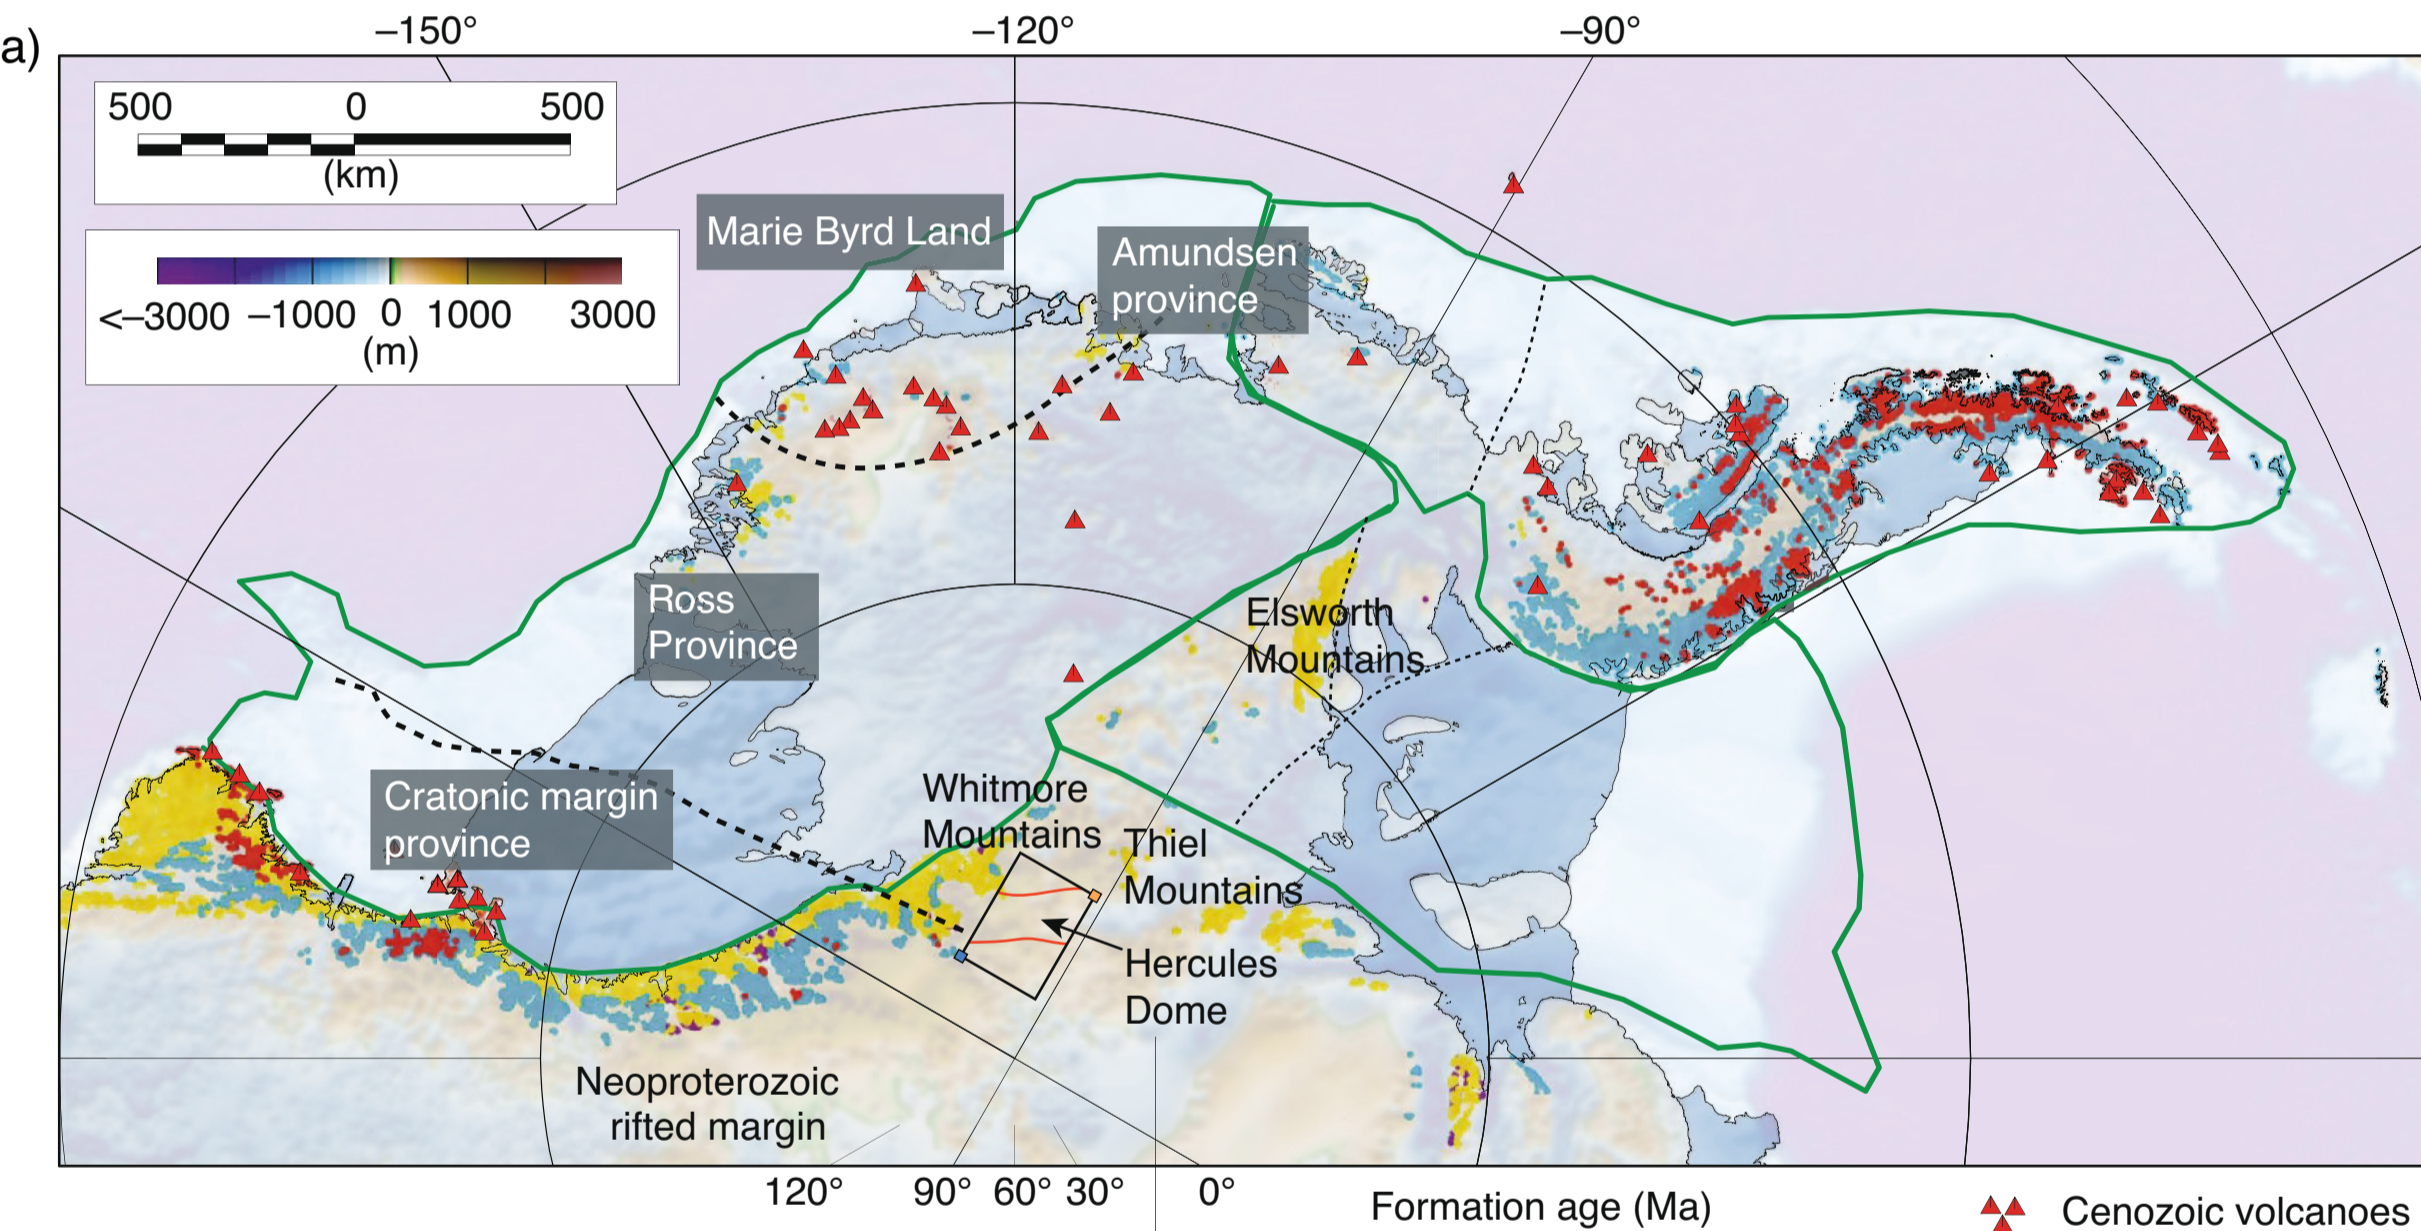 a)
–150°
–120°
–90°
500 0 500
(km)
<–3000 –1000 0 1000 3000
(m)
Marie Byrd Land
Amundsen
province
Ross
Province
Elsworth
Mountains
Cratonic margin
province
Whitmore
Mountains
Thiel
Mountains
Hercules
Dome
Neoproterozoic
rifted margin
120° 90° 60° 30° 0°
Formation age (Ma)
Cenozoic volcanoes